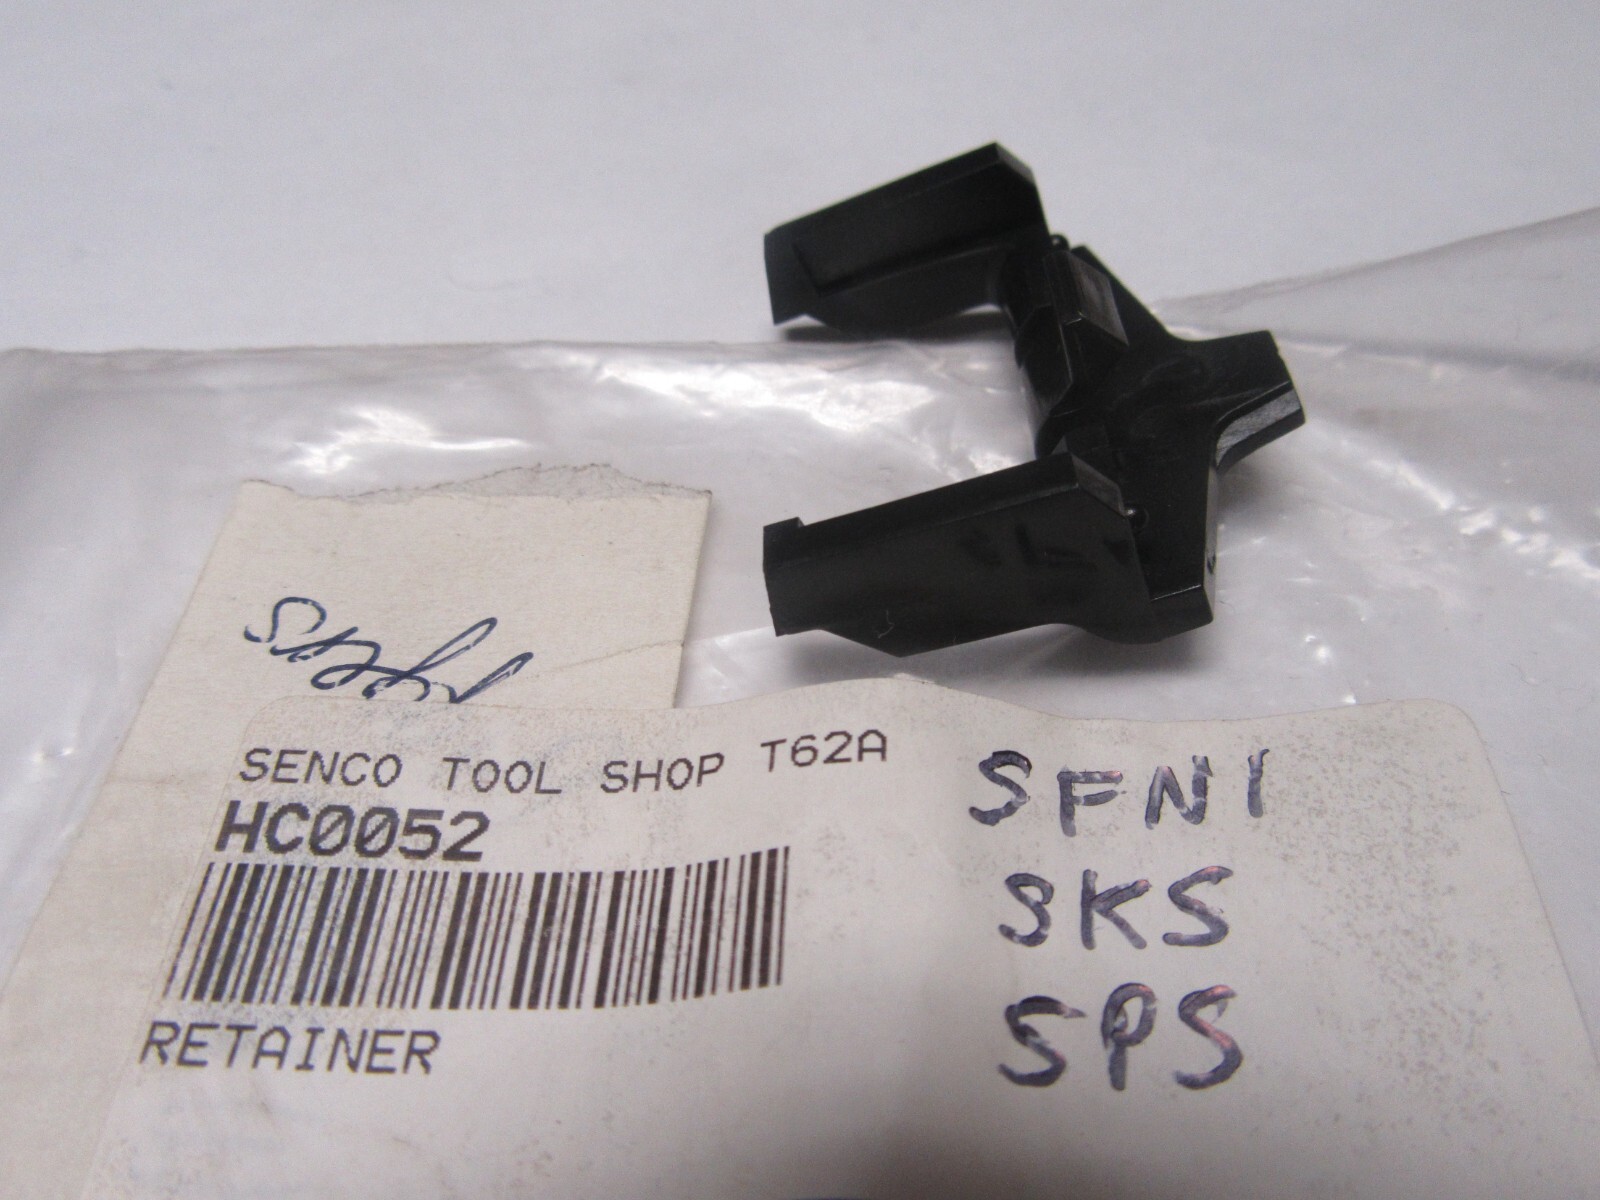 SENCO TOOL SHOP T62A
HC0052
RETAINER
SFN1
SKS
SPS